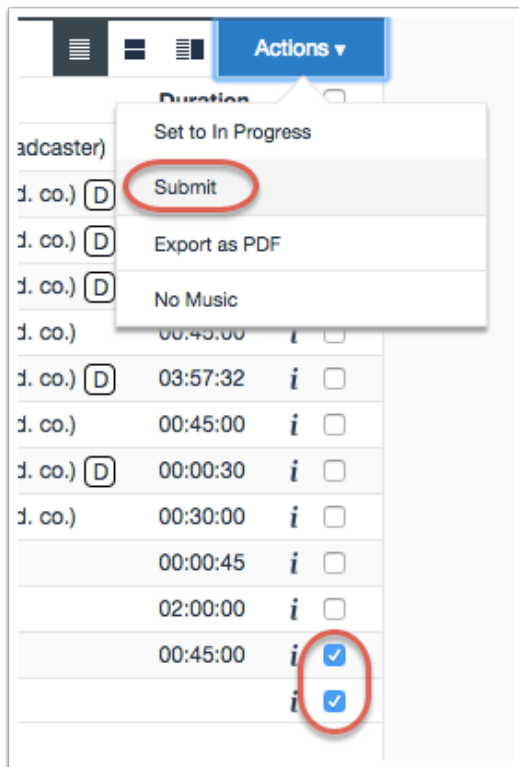 Actions ▾
Duration
Set to In Progress
adcaster)
Submit
d. co.) D
Export as PDF
d. co.) D
d. co.) D
No Music
d. co.) 00:45:00 i
d. co.) D 03:57:32 i
d. co.) 00:45:00 i
d. co.) D 00:00:30 i
d. co.) 00:30:00 i
00:00:45 i
02:00:00 i
00:45:00 i
i